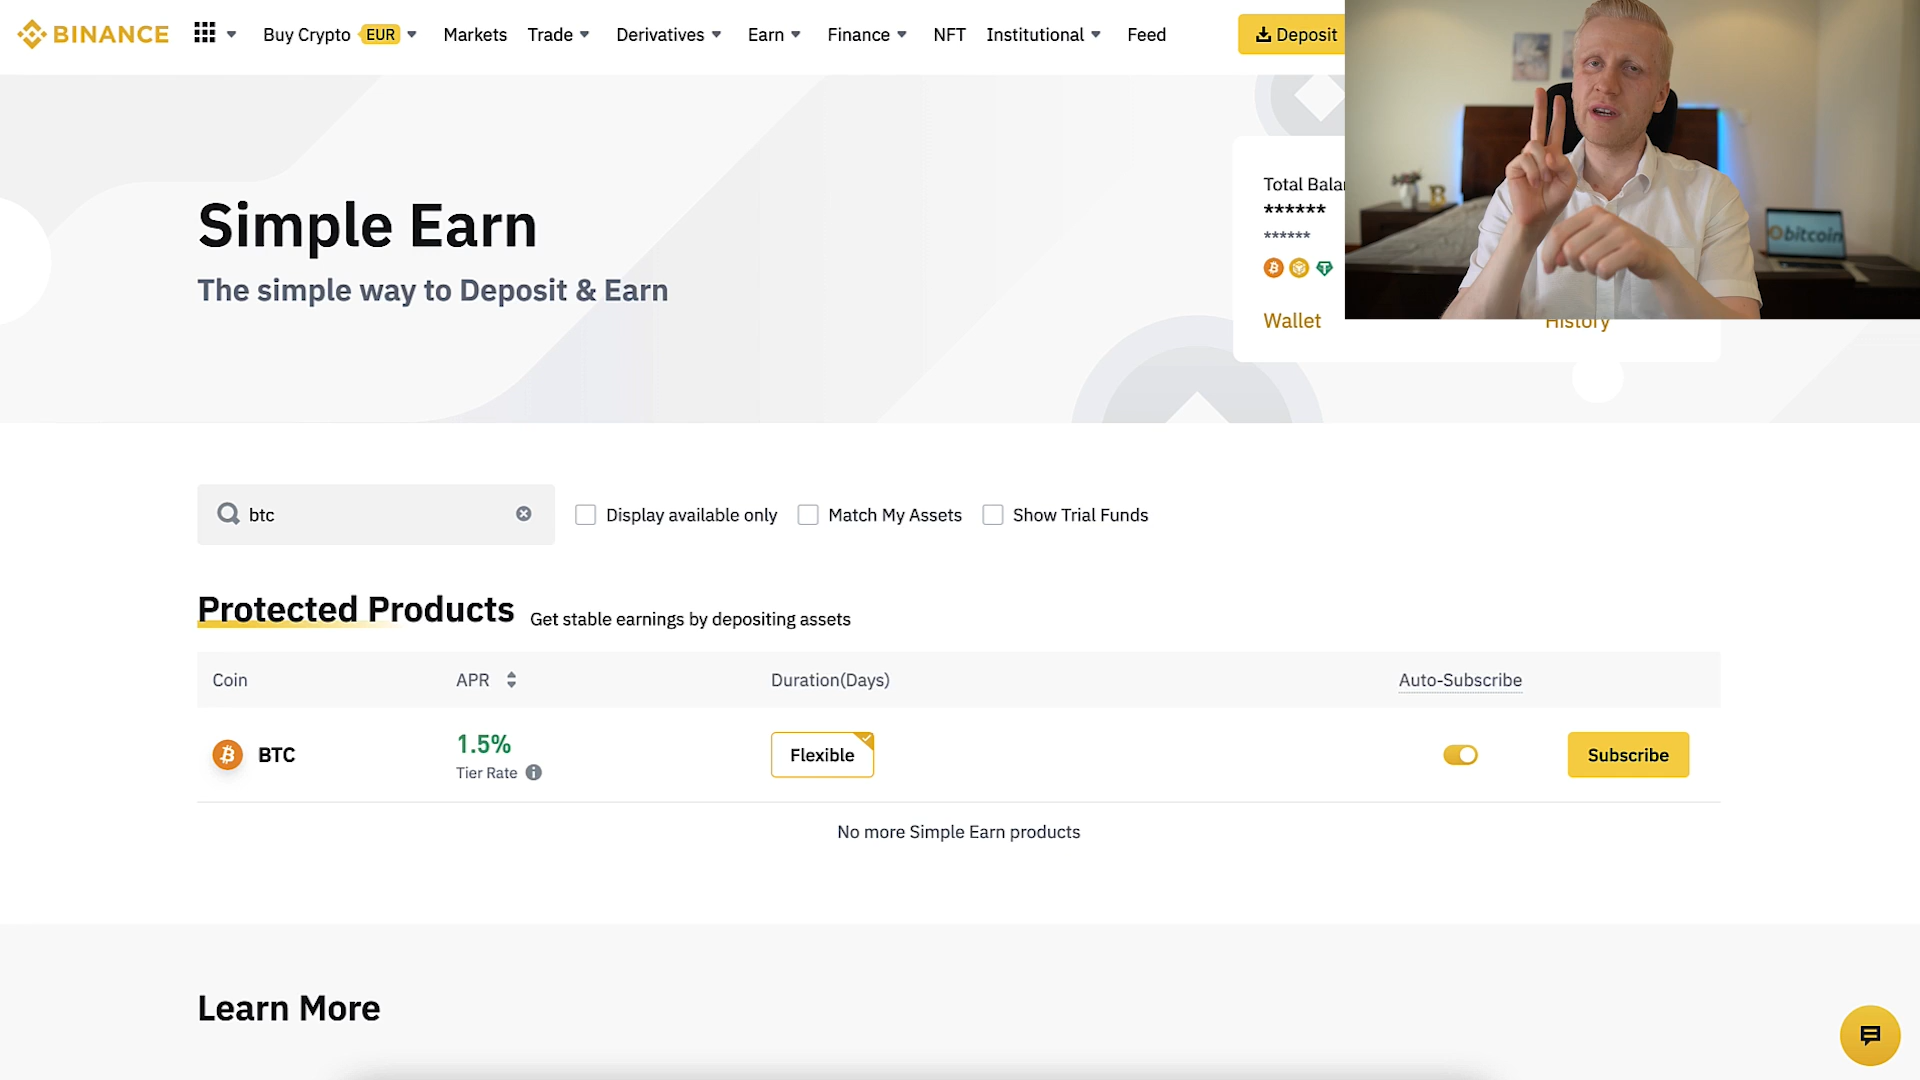 BINANCE
Buy Crypto EUR Markets Trade Derivatives Earn Finance NFT Institutional Feed
Deposit
Simple Earn
The simple way to Deposit & Earn
Total Bala
******
******
Wallet
History
bitcoin
btc
Display available only
Match My Assets
Show Trial Funds
Protected Products Get stable earnings by depositing assets
Coin APR Duration(Days) Auto-Subscribe
BTC 1.5% Flexible Subscribe
Tier Rate
No more Simple Earn products
Learn More